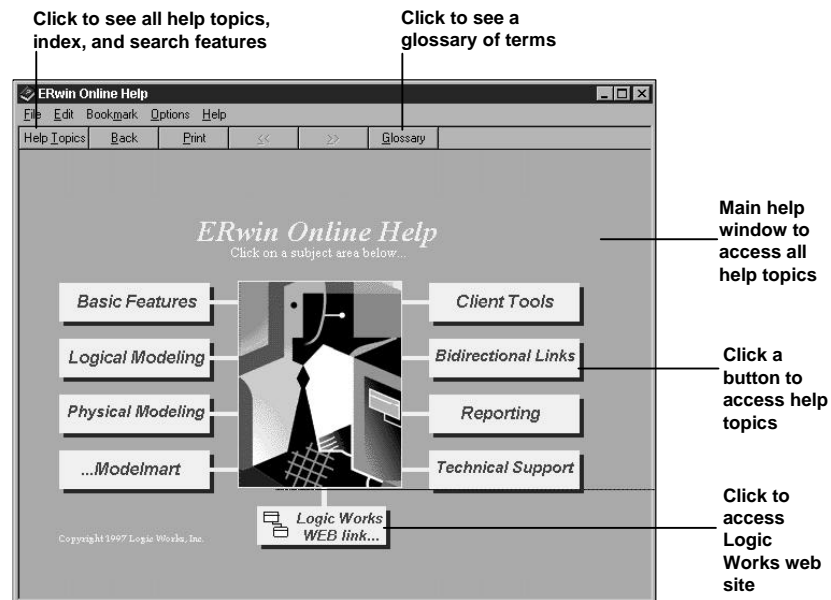 Click to see all help topics,
index, and search features
Click to see a
glossary of terms
ERwin Online Help
File Edit Bookmark Options Help
Help Topics Back Print << >> Glossary
ERwin Online Help
Click on a subject area below...
Basic Features
Client Tools
Logical Modeling
Bidirectional Links
Physical Modeling
Reporting
...Modelmart
Technical Support
Logic Works
WEB link...
Copyright 1997 Logic Works, Inc.
Main help
window to
access all
help topics
Click a
button to
access help
topics
Click to
access
Logic
Works web
site